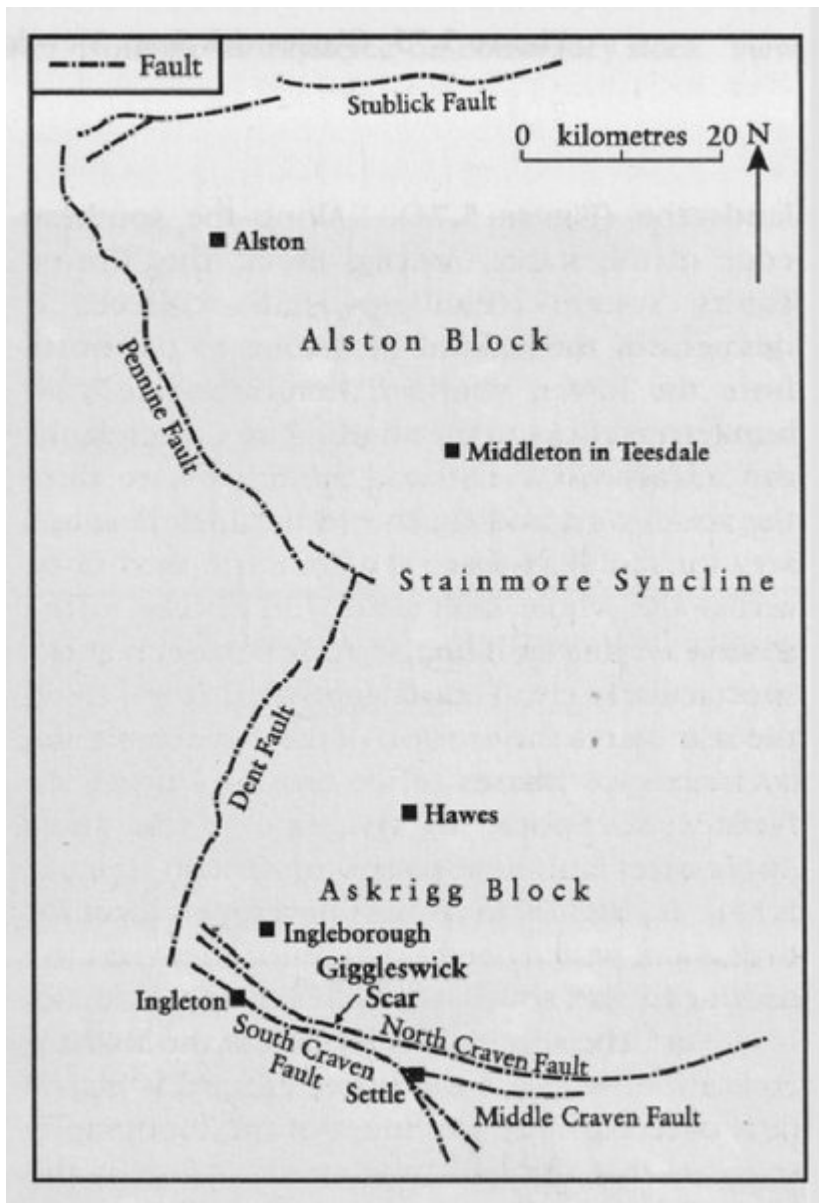 Fault
Stublick Fault
0 kilometres 20 N
Alston
Alston Block
Pennine Fault
Middleton in Teesdale
Stainmore Syncline
Dent Fault
Hawes
Askrigg Block
Ingleborough
Giggleswick
Scar
Ingleton
North Craven Fault
South Craven
Fault
Settle
Middle Craven Fault